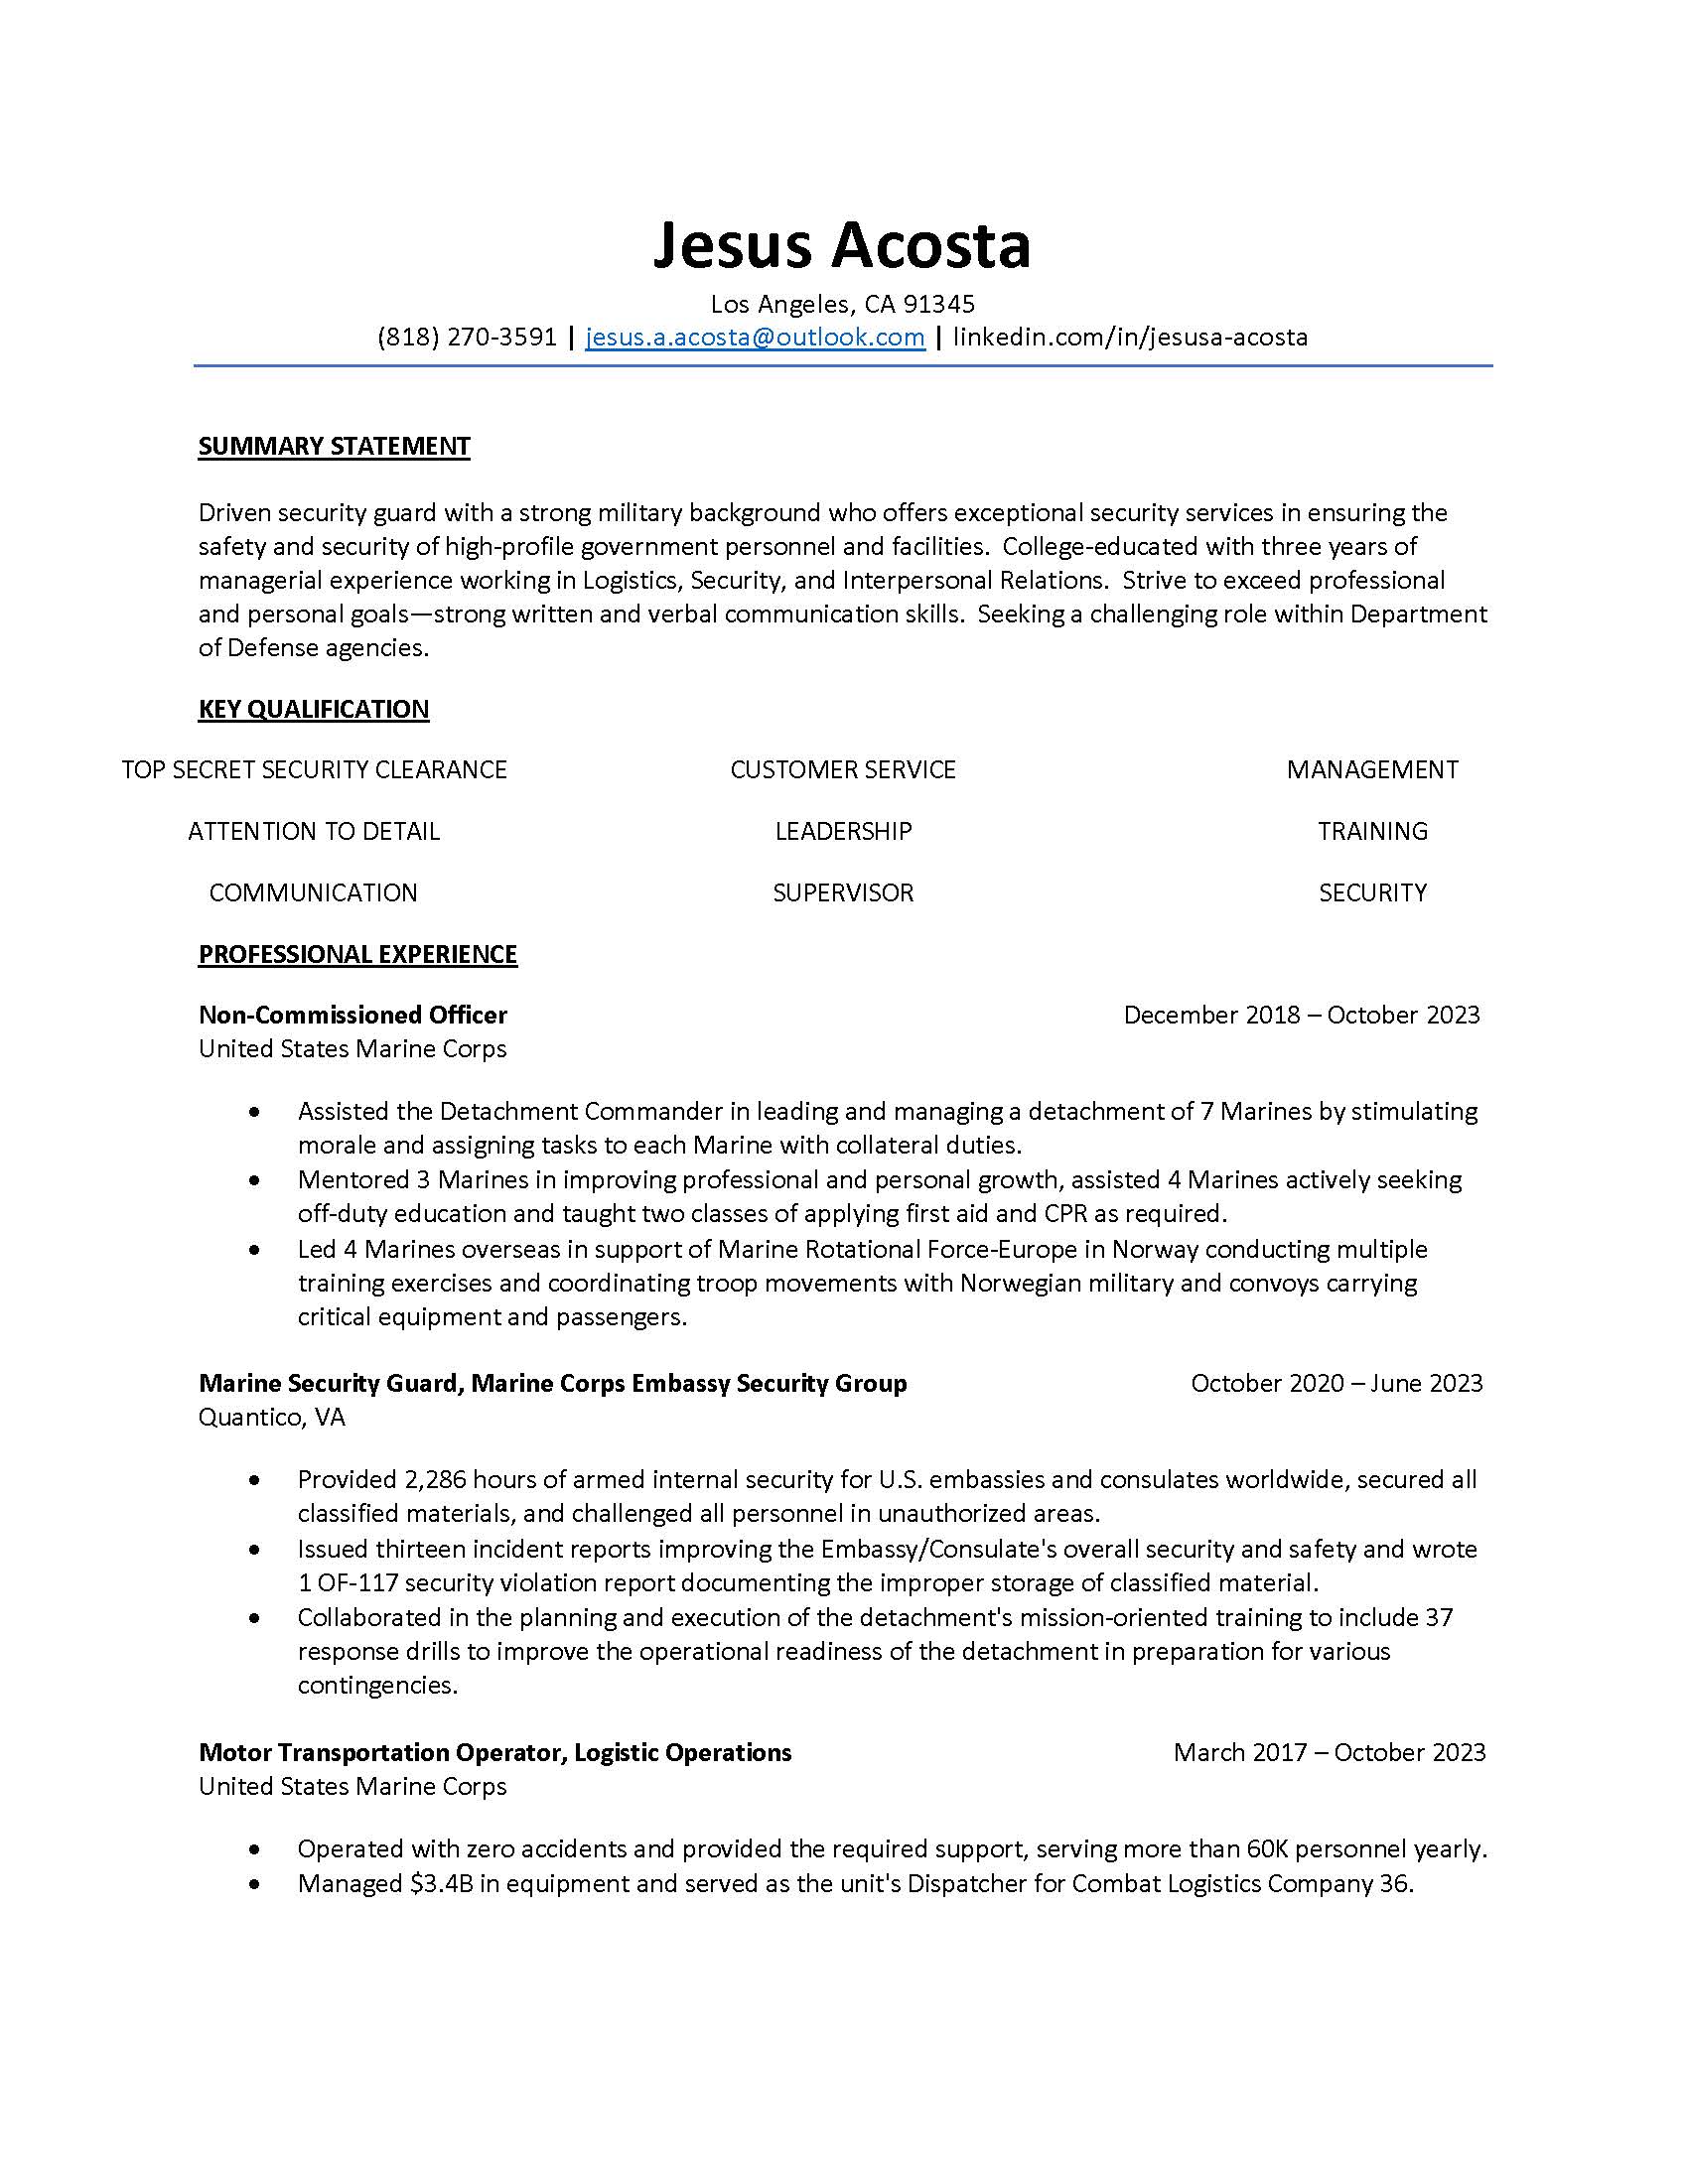 Jesus Acosta
Los Angeles, CA 91345
(818) 270-3591 | jesus.a.acosta@outlook.com | linkedin.com/in/jesusa-acosta
SUMMARY STATEMENT
Driven security guard with a strong military background who offers exceptional security services in ensuring the
safety and security of high-profile government personnel and facilities.  College-educated with three years of
managerial experience working in Logistics, Security, and Interpersonal Relations.  Strive to exceed professional
and personal goals—strong written and verbal communication skills.  Seeking a challenging role within Department
of Defense agencies.
KEY QUALIFICATION
TOP SECRET SECURITY CLEARANCE CUSTOMER SERVICE MANAGEMENT
ATTENTION TO DETAIL LEADERSHIP TRAINING
COMMUNICATION SUPERVISOR SECURITY
PROFESSIONAL EXPERIENCE
Non-Commissioned Officer December 2018 – October 2023
United States Marine Corps
• Assisted the Detachment Commander in leading and managing a detachment of 7 Marines by stimulating
morale and assigning tasks to each Marine with collateral duties.
• Mentored 3 Marines in improving professional and personal growth, assisted 4 Marines actively seeking
off-duty education and taught two classes of applying first aid and CPR as required.
• Led 4 Marines overseas in support of Marine Rotational Force-Europe in Norway conducting multiple
training exercises and coordinating troop movements with Norwegian military and convoys carrying
critical equipment and passengers.
Marine Security Guard, Marine Corps Embassy Security Group October 2020 – June 2023
Quantico, VA
• Provided 2,286 hours of armed internal security for U.S. embassies and consulates worldwide, secured all
classified materials, and challenged all personnel in unauthorized areas.
• Issued thirteen incident reports improving the Embassy/Consulate's overall security and safety and wrote
1 OF-117 security violation report documenting the improper storage of classified material.
• Collaborated in the planning and execution of the detachment's mission-oriented training to include 37
response drills to improve the operational readiness of the detachment in preparation for various
contingencies.
Motor Transportation Operator, Logistic Operations March 2017 – October 2023
United States Marine Corps
• Operated with zero accidents and provided the required support, serving more than 60K personnel yearly.
• Managed $3.4B in equipment and served as the unit's Dispatcher for Combat Logistics Company 36.